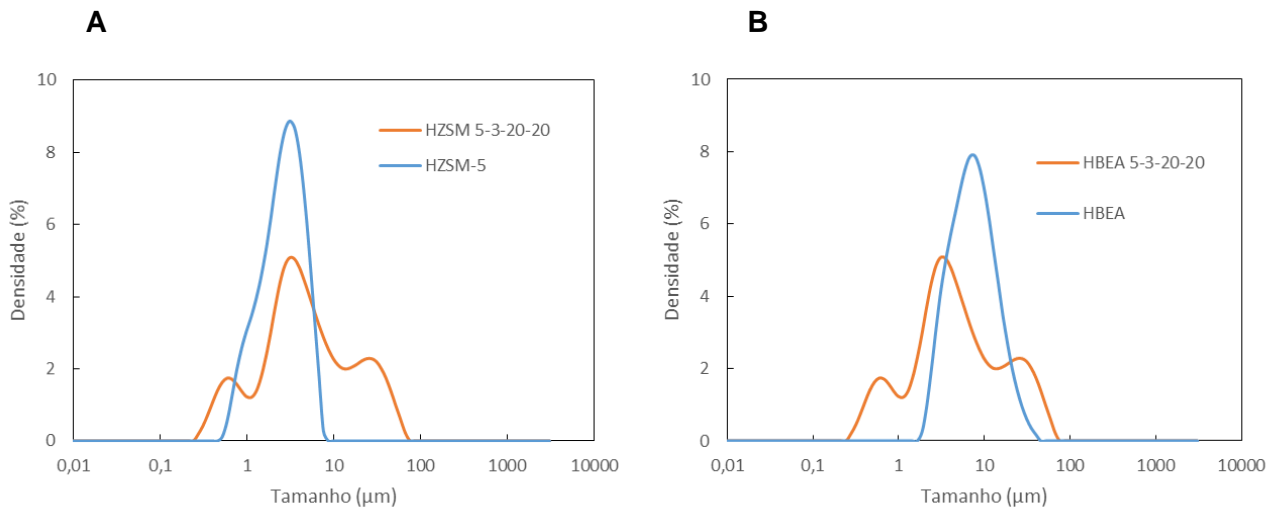 A
10
8
6
4
2
0
Densidade (%)
HZSM 5-3-20-20
HZSM-5
0,01 0,1 1 10 100 1000 10000
Tamanho (µm)
B
10
8
6
4
2
0
Densidade (%)
HBEA 5-3-20-20
HBEA
0,01 0,1 1 10 100 1000 10000
Tamanho (µm)